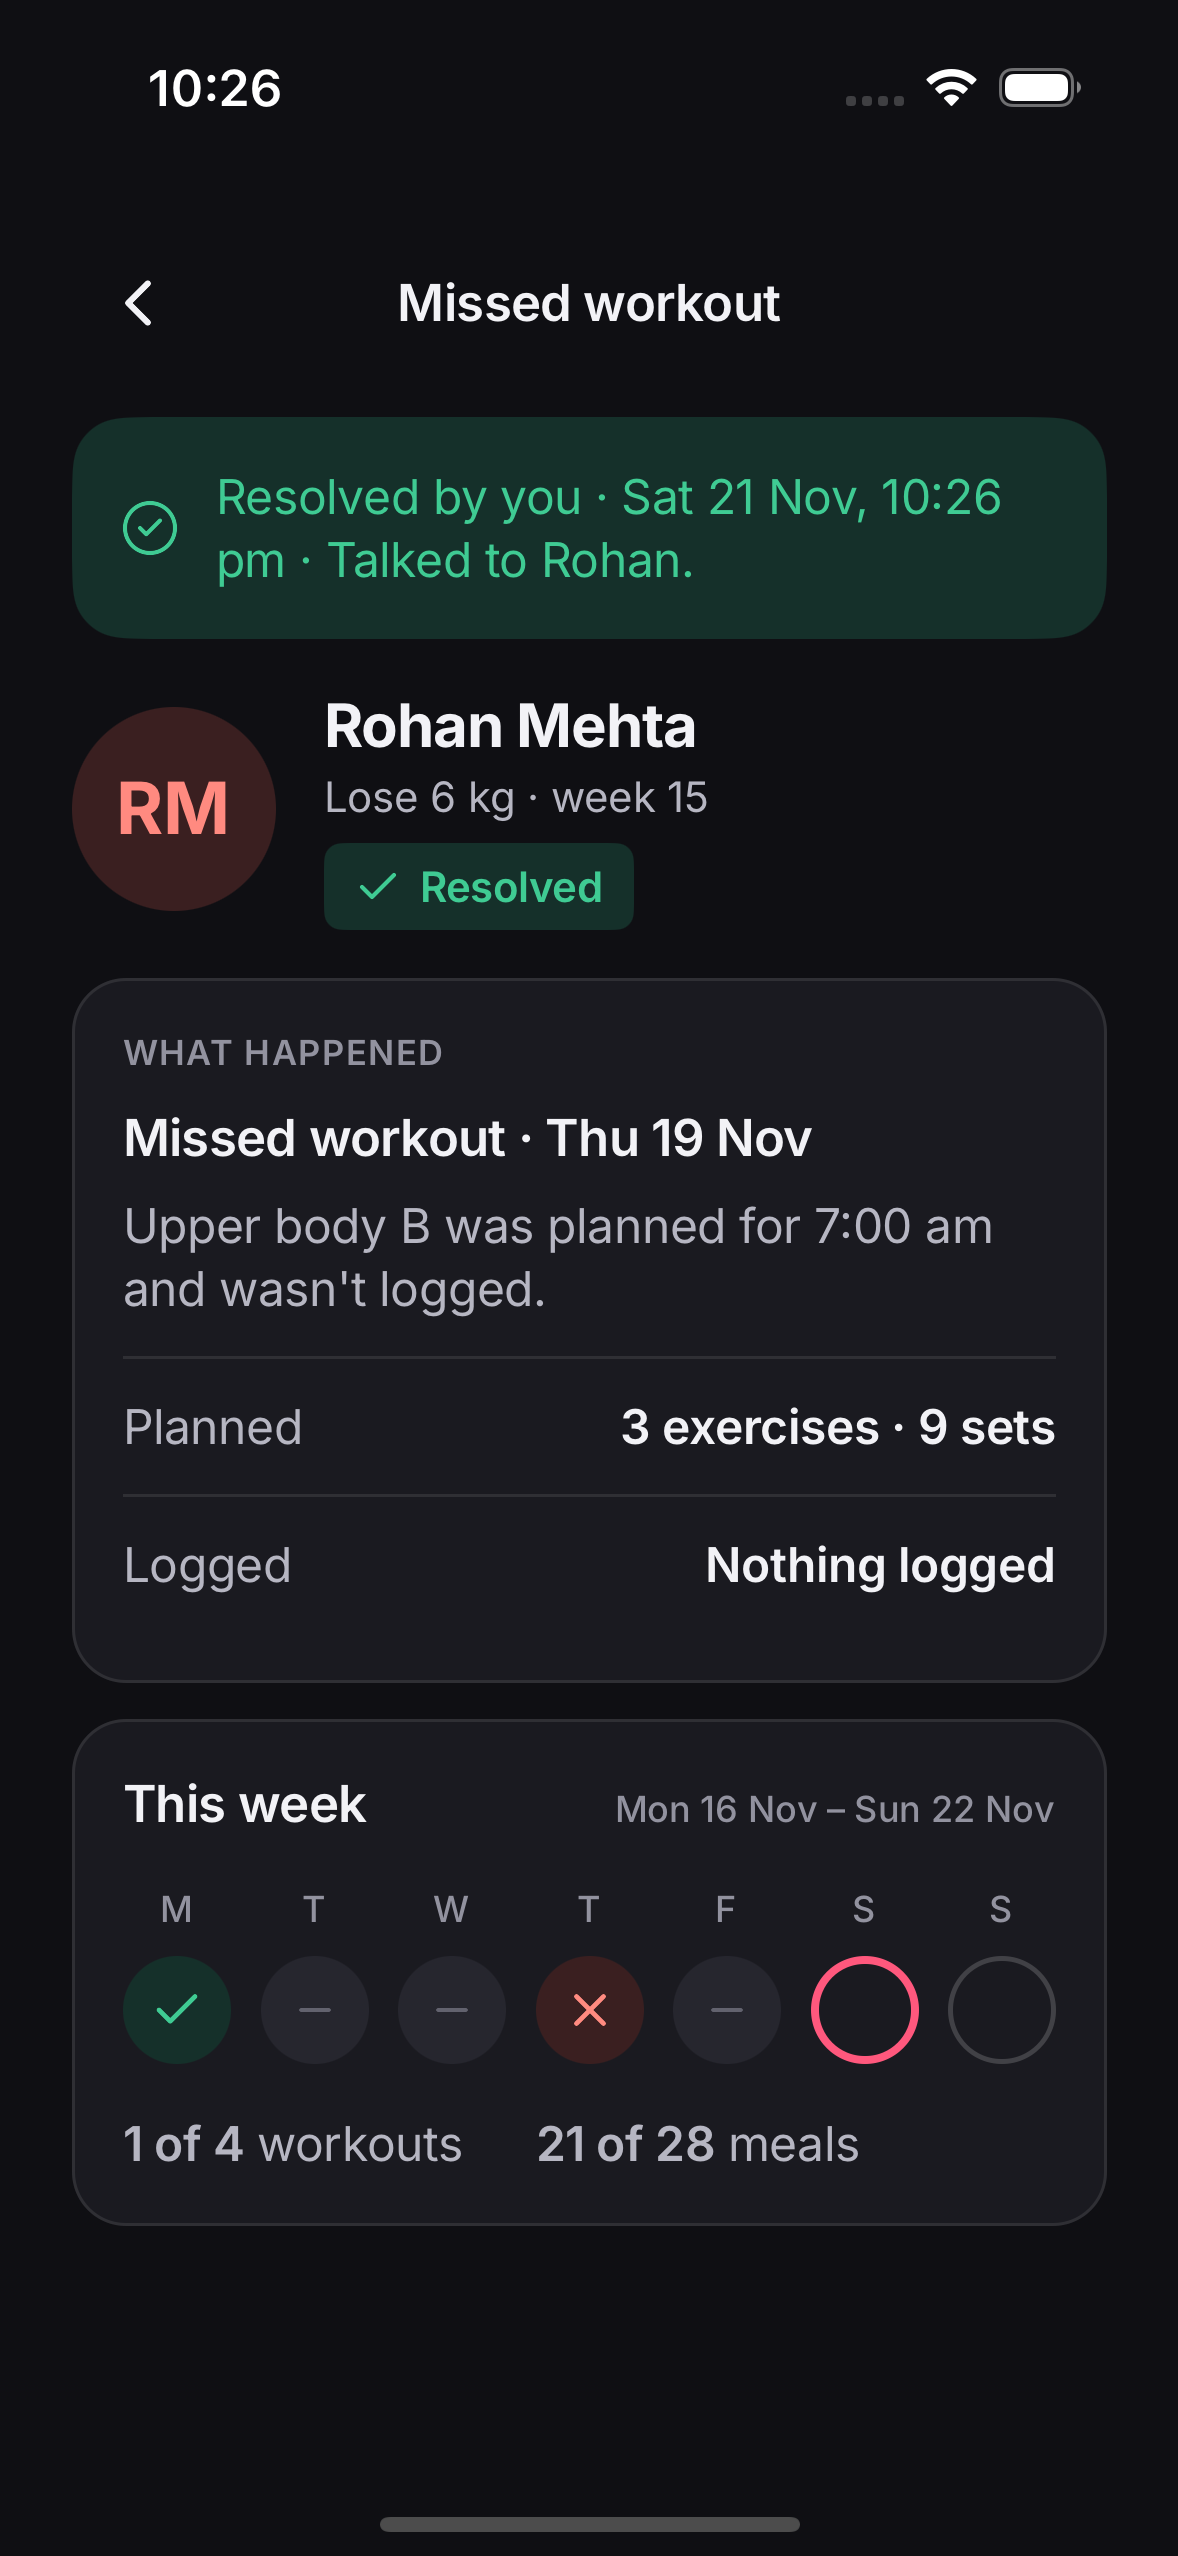 10:26
Missed workout
Resolved by you · Sat 21 Nov, 10:26
pm · Talked to Rohan.
RM
Rohan Mehta
Lose 6 kg · week 15
Resolved
WHAT HAPPENED
Missed workout · Thu 19 Nov
Upper body B was planned for 7:00 am
and wasn't logged.
Planned 3 exercises · 9 sets
Logged Nothing logged
This week Mon 16 Nov – Sun 22 Nov
M T W T F S S
1 of 4 workouts 21 of 28 meals